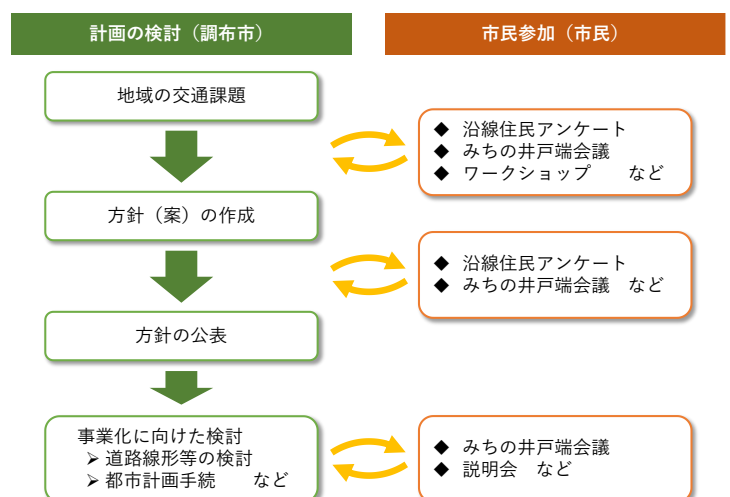 計画の検討（調布市）
地域の交通課題
方針（案）の作成
方針の公表
事業化に向けた検討
➢ 道路線形等の検討
➢ 都市計画手続　　など
市民参加（市民）
◆ 沿線住民アンケート
◆ みちの井戸端会議
◆ ワークショップ　　など
◆ 沿線住民アンケート
◆ みちの井戸端会議　など
◆ みちの井戸端会議
◆ 説明会　など